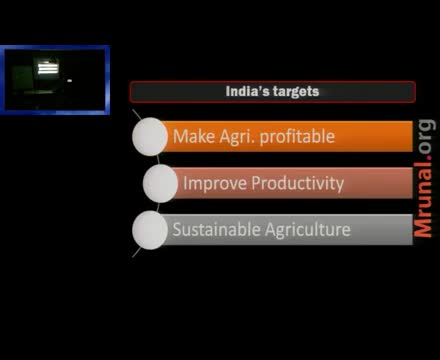 India's targets
Make Agri. profitable
Improve Productivity
Sustainable Agriculture
Mrunal.org